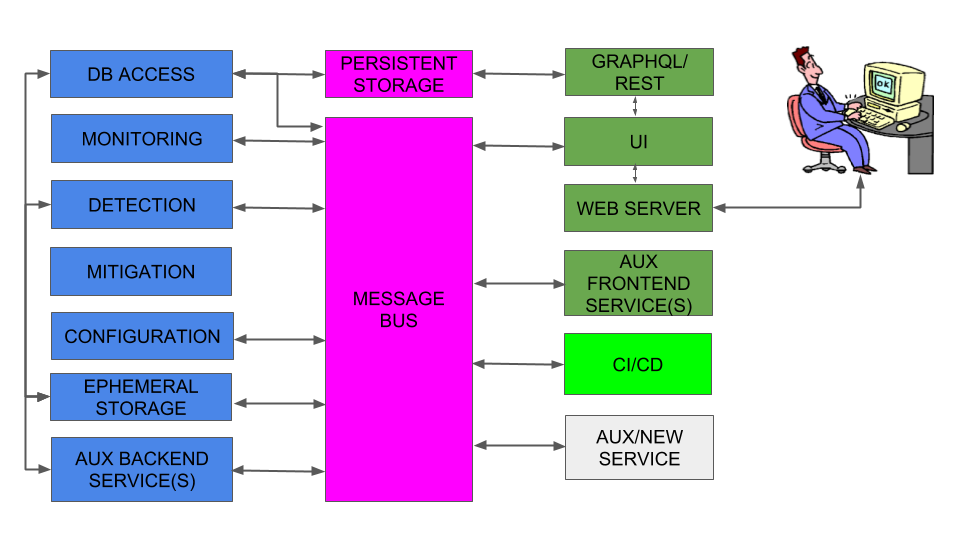 DB ACCESS
MONITORING
DETECTION
MITIGATION
CONFIGURATION
EPHEMERAL
STORAGE
AUX BACKEND
SERVICE(S)
PERSISTENT
STORAGE
MESSAGE
BUS
GRAPHQL/
REST
UI
WEB SERVER
AUX
FRONTEND
SERVICE(S)
CI/CD
AUX/NEW
SERVICE
OK